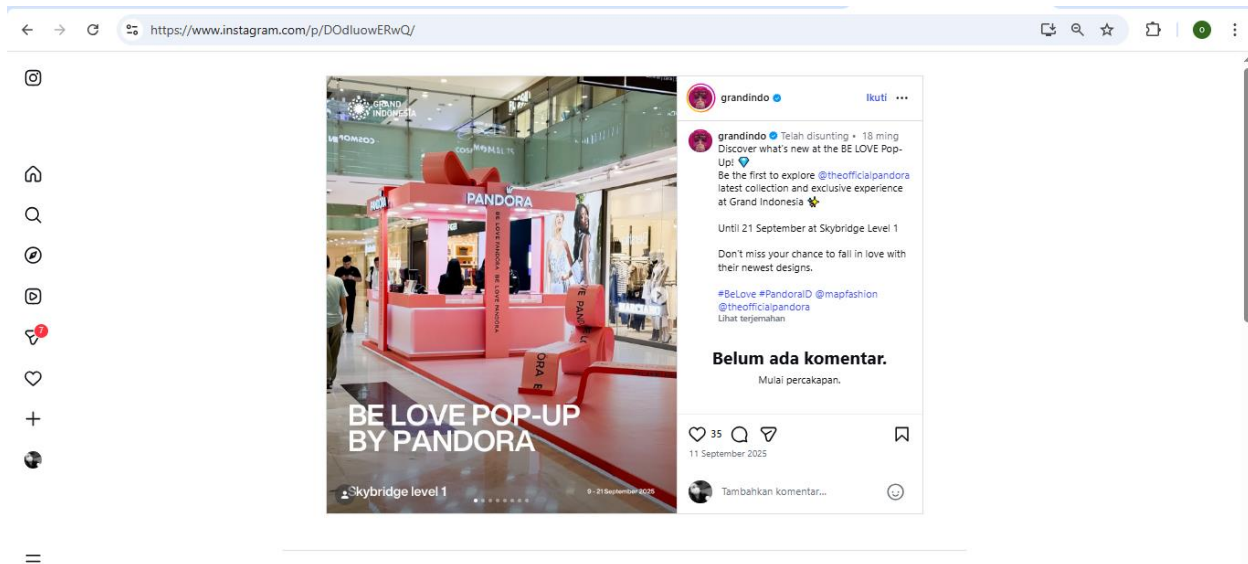 https://www.instagram.com/p/DOdIuowERwQ/
GRAND
INDONESIA
PANDORA
BE LOVE PANDORA BE LOVE PANDORA
BE LOVE POP-UP
BY PANDORA
Skybridge level 1
9 - 21 September 2025
grandindo
Ikuti
grandindo Telah disunting • 18 ming
Discover what's new at the BE LOVE Pop-
Up!
Be the first to explore @theofficialpandora
latest collection and exclusive experience
at Grand Indonesia
Until 21 September at Skybridge Level 1
Don't miss your chance to fall in love with
their newest designs.
#BeLove #PandoraID @mapfashion
@theofficialpandora
Lihat terjemahan
Belum ada komentar.
Mulai percakapan.
35
11 September 2025
Tambahkan komentar...
7